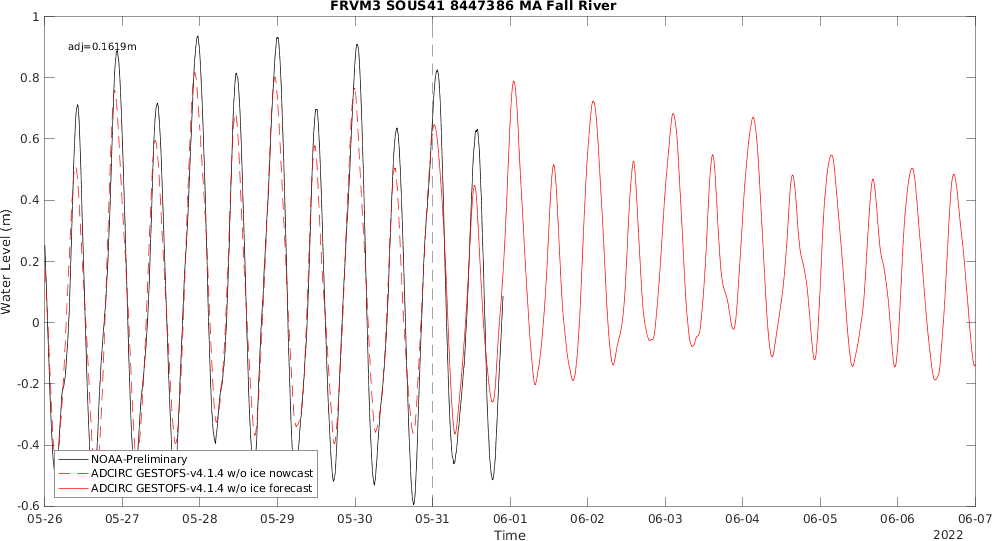 FRVM3 SOUS41 8447386 MA Fall River
adj=0.1619m
1
0.8
0.6
0.4
0.2
0
-0.2
-0.4
-0.6
Water Level (m)
NOAA-Preliminary
ADCIRC GESTOFS-v4.1.4 w/o ice nowcast
ADCIRC GESTOFS-v4.1.4 w/o ice forecast
05-26 05-27 05-28 05-29 05-30 05-31 06-01 06-02 06-03 06-04 06-05 06-06 06-07
Time
2022